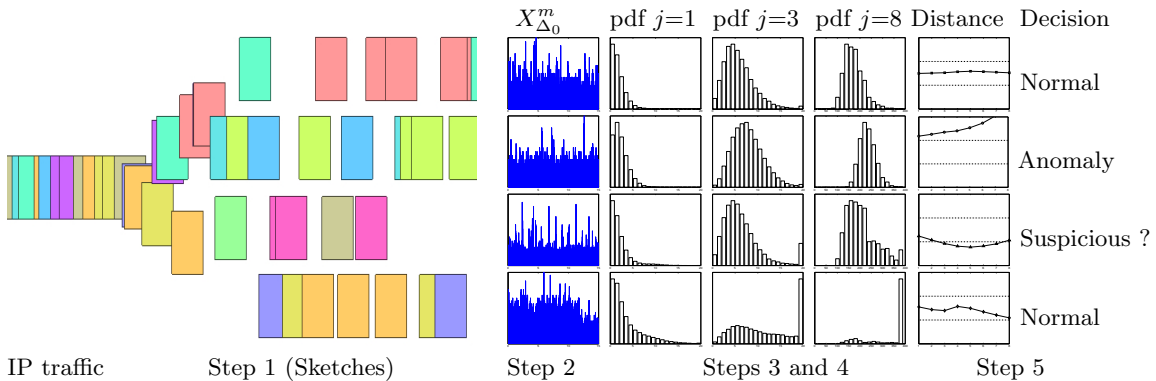 X^m_{Δ_0} pdf j=1 pdf j=3 pdf j=8 Distance Decision
Normal
Anomaly
Suspicious ?
Normal
IP traffic Step 1 (Sketches) Step 2 Steps 3 and 4 Step 5